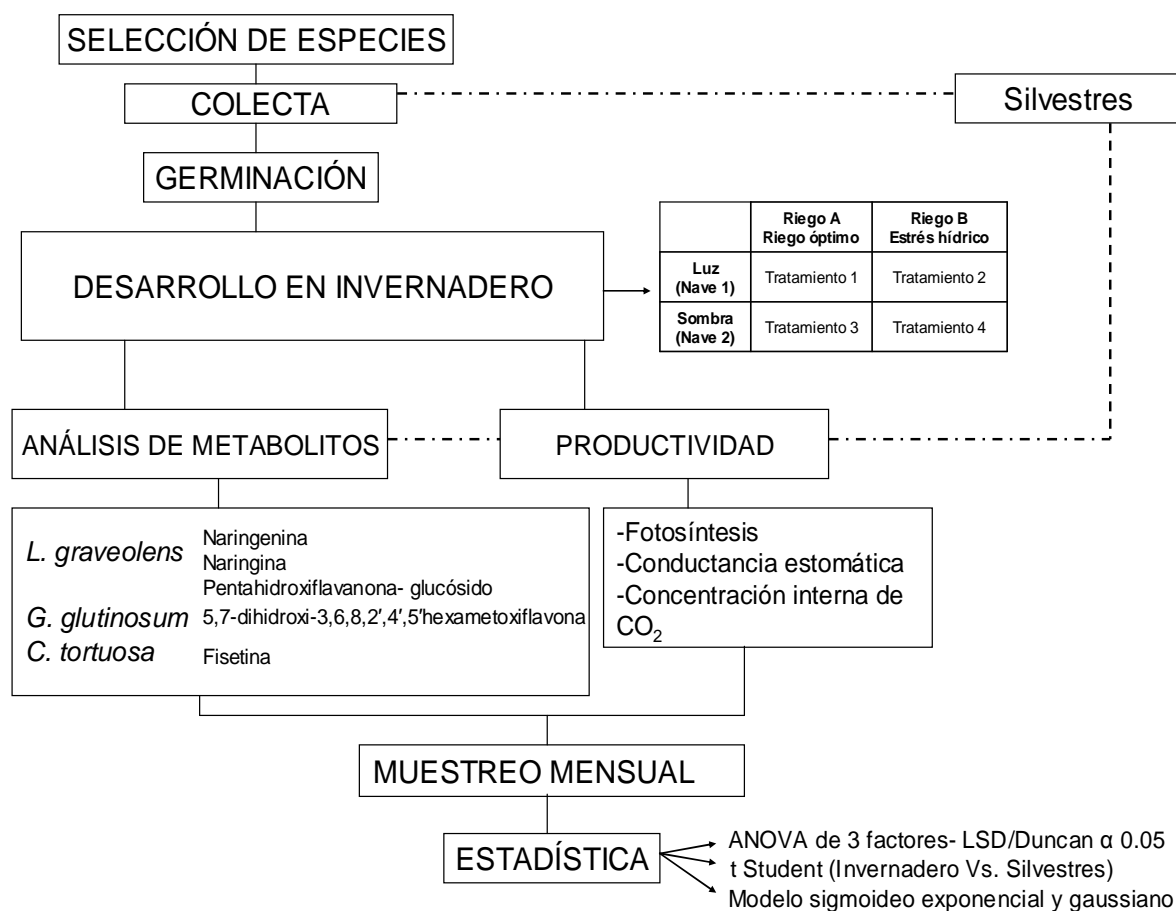 SELECCIÓN DE ESPECIES
COLECTA
Silvestres
GERMINACIÓN
DESARROLLO EN INVERNADERO
Riego A
Riego óptimo
Riego B
Estrés hídrico
Luz
(Nave 1)
Tratamiento 1
Tratamiento 2
Sombra
(Nave 2)
Tratamiento 3
Tratamiento 4
ANÁLISIS DE METABOLITOS
PRODUCTIVIDAD
L. graveolens
Naringenina
Naringina
Pentahidroxiflavanona- glucósido
G. glutinosum
5,7-dihidroxi-3,6,8,2′,4′,5′hexametoxiflavona
C. tortuosa
Fisetina
-Fotosíntesis
-Conductancia estomática
-Concentración interna de
CO₂
MUESTREO MENSUAL
ESTADÍSTICA
ANOVA de 3 factores- LSD/Duncan α 0.05
t Student (Invernadero Vs. Silvestres)
Modelo sigmoideo exponencial y gaussiano